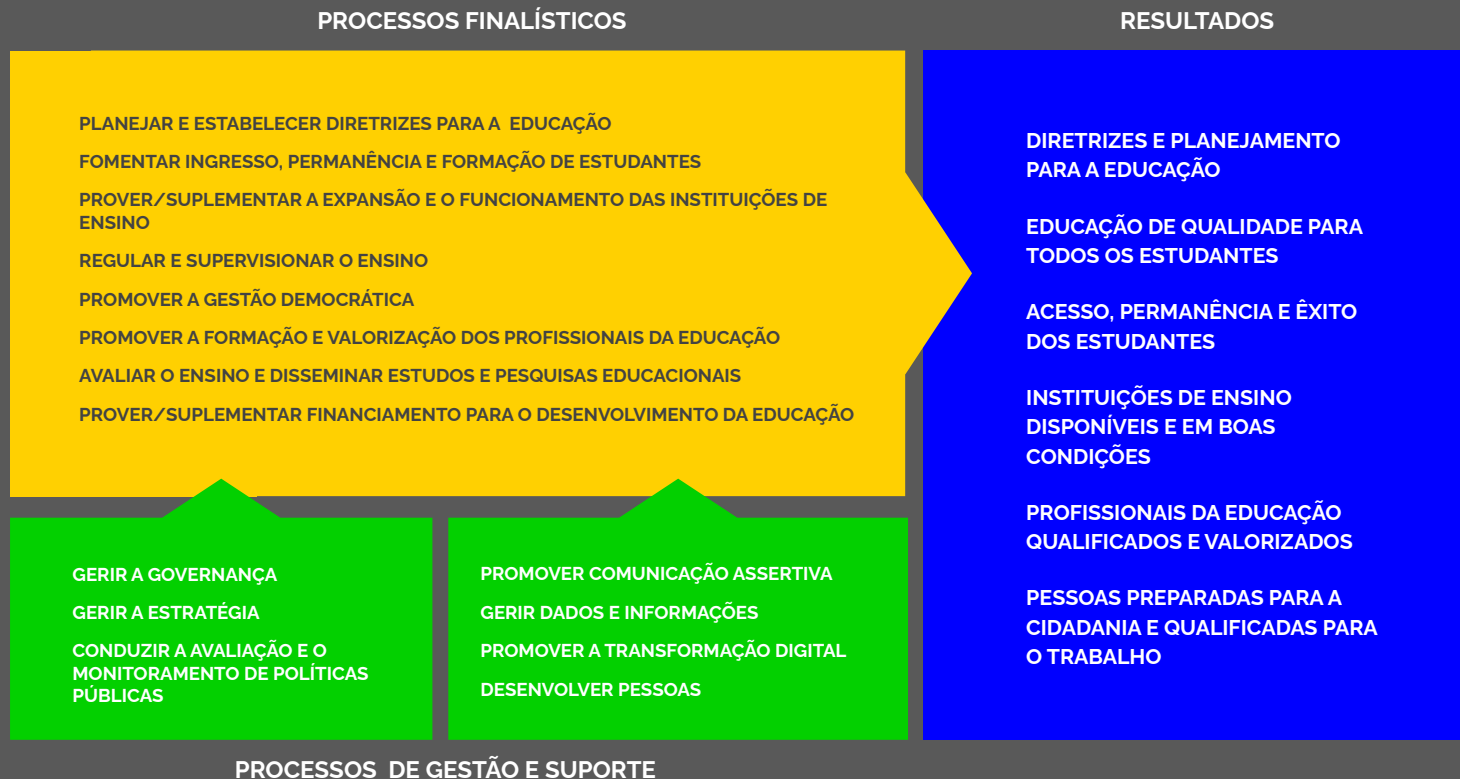 PROCESSOS FINALÍSTICOS
PLANEJAR E ESTABELECER DIRETRIZES PARA A EDUCAÇÃO
FOMENTAR INGRESSO, PERMANÊNCIA E FORMAÇÃO DE ESTUDANTES
PROVER/SUPLEMENTAR A EXPANSÃO E O FUNCIONAMENTO DAS INSTITUIÇÕES DE
ENSINO
REGULAR E SUPERVISIONAR O ENSINO
PROMOVER A GESTÃO DEMOCRÁTICA
PROMOVER A FORMAÇÃO E VALORIZAÇÃO DOS PROFISSIONAIS DA EDUCAÇÃO
AVALIAR O ENSINO E DISSEMINAR ESTUDOS E PESQUISAS EDUCACIONAIS
PROVER/SUPLEMENTAR FINANCIAMENTO PARA O DESENVOLVIMENTO DA EDUCAÇÃO
GERIR A GOVERNANÇA
GERIR A ESTRATÉGIA
CONDUZIR A AVALIAÇÃO E O
MONITORAMENTO DE POLÍTICAS
PÚBLICAS
PROMOVER COMUNICAÇÃO ASSERTIVA
GERIR DADOS E INFORMAÇÕES
PROMOVER A TRANSFORMAÇÃO DIGITAL
DESENVOLVER PESSOAS
PROCESSOS DE GESTÃO E SUPORTE
RESULTADOS
DIRETRIZES E PLANEJAMENTO
PARA A EDUCAÇÃO
EDUCAÇÃO DE QUALIDADE PARA
TODOS OS ESTUDANTES
ACESSO, PERMANÊNCIA E ÊXITO
DOS ESTUDANTES
INSTITUIÇÕES DE ENSINO
DISPONÍVEIS E EM BOAS
CONDIÇÕES
PROFISSIONAIS DA EDUCAÇÃO
QUALIFICADOS E VALORIZADOS
PESSOAS PREPARADAS PARA A
CIDADANIA E QUALIFICADAS PARA
O TRABALHO